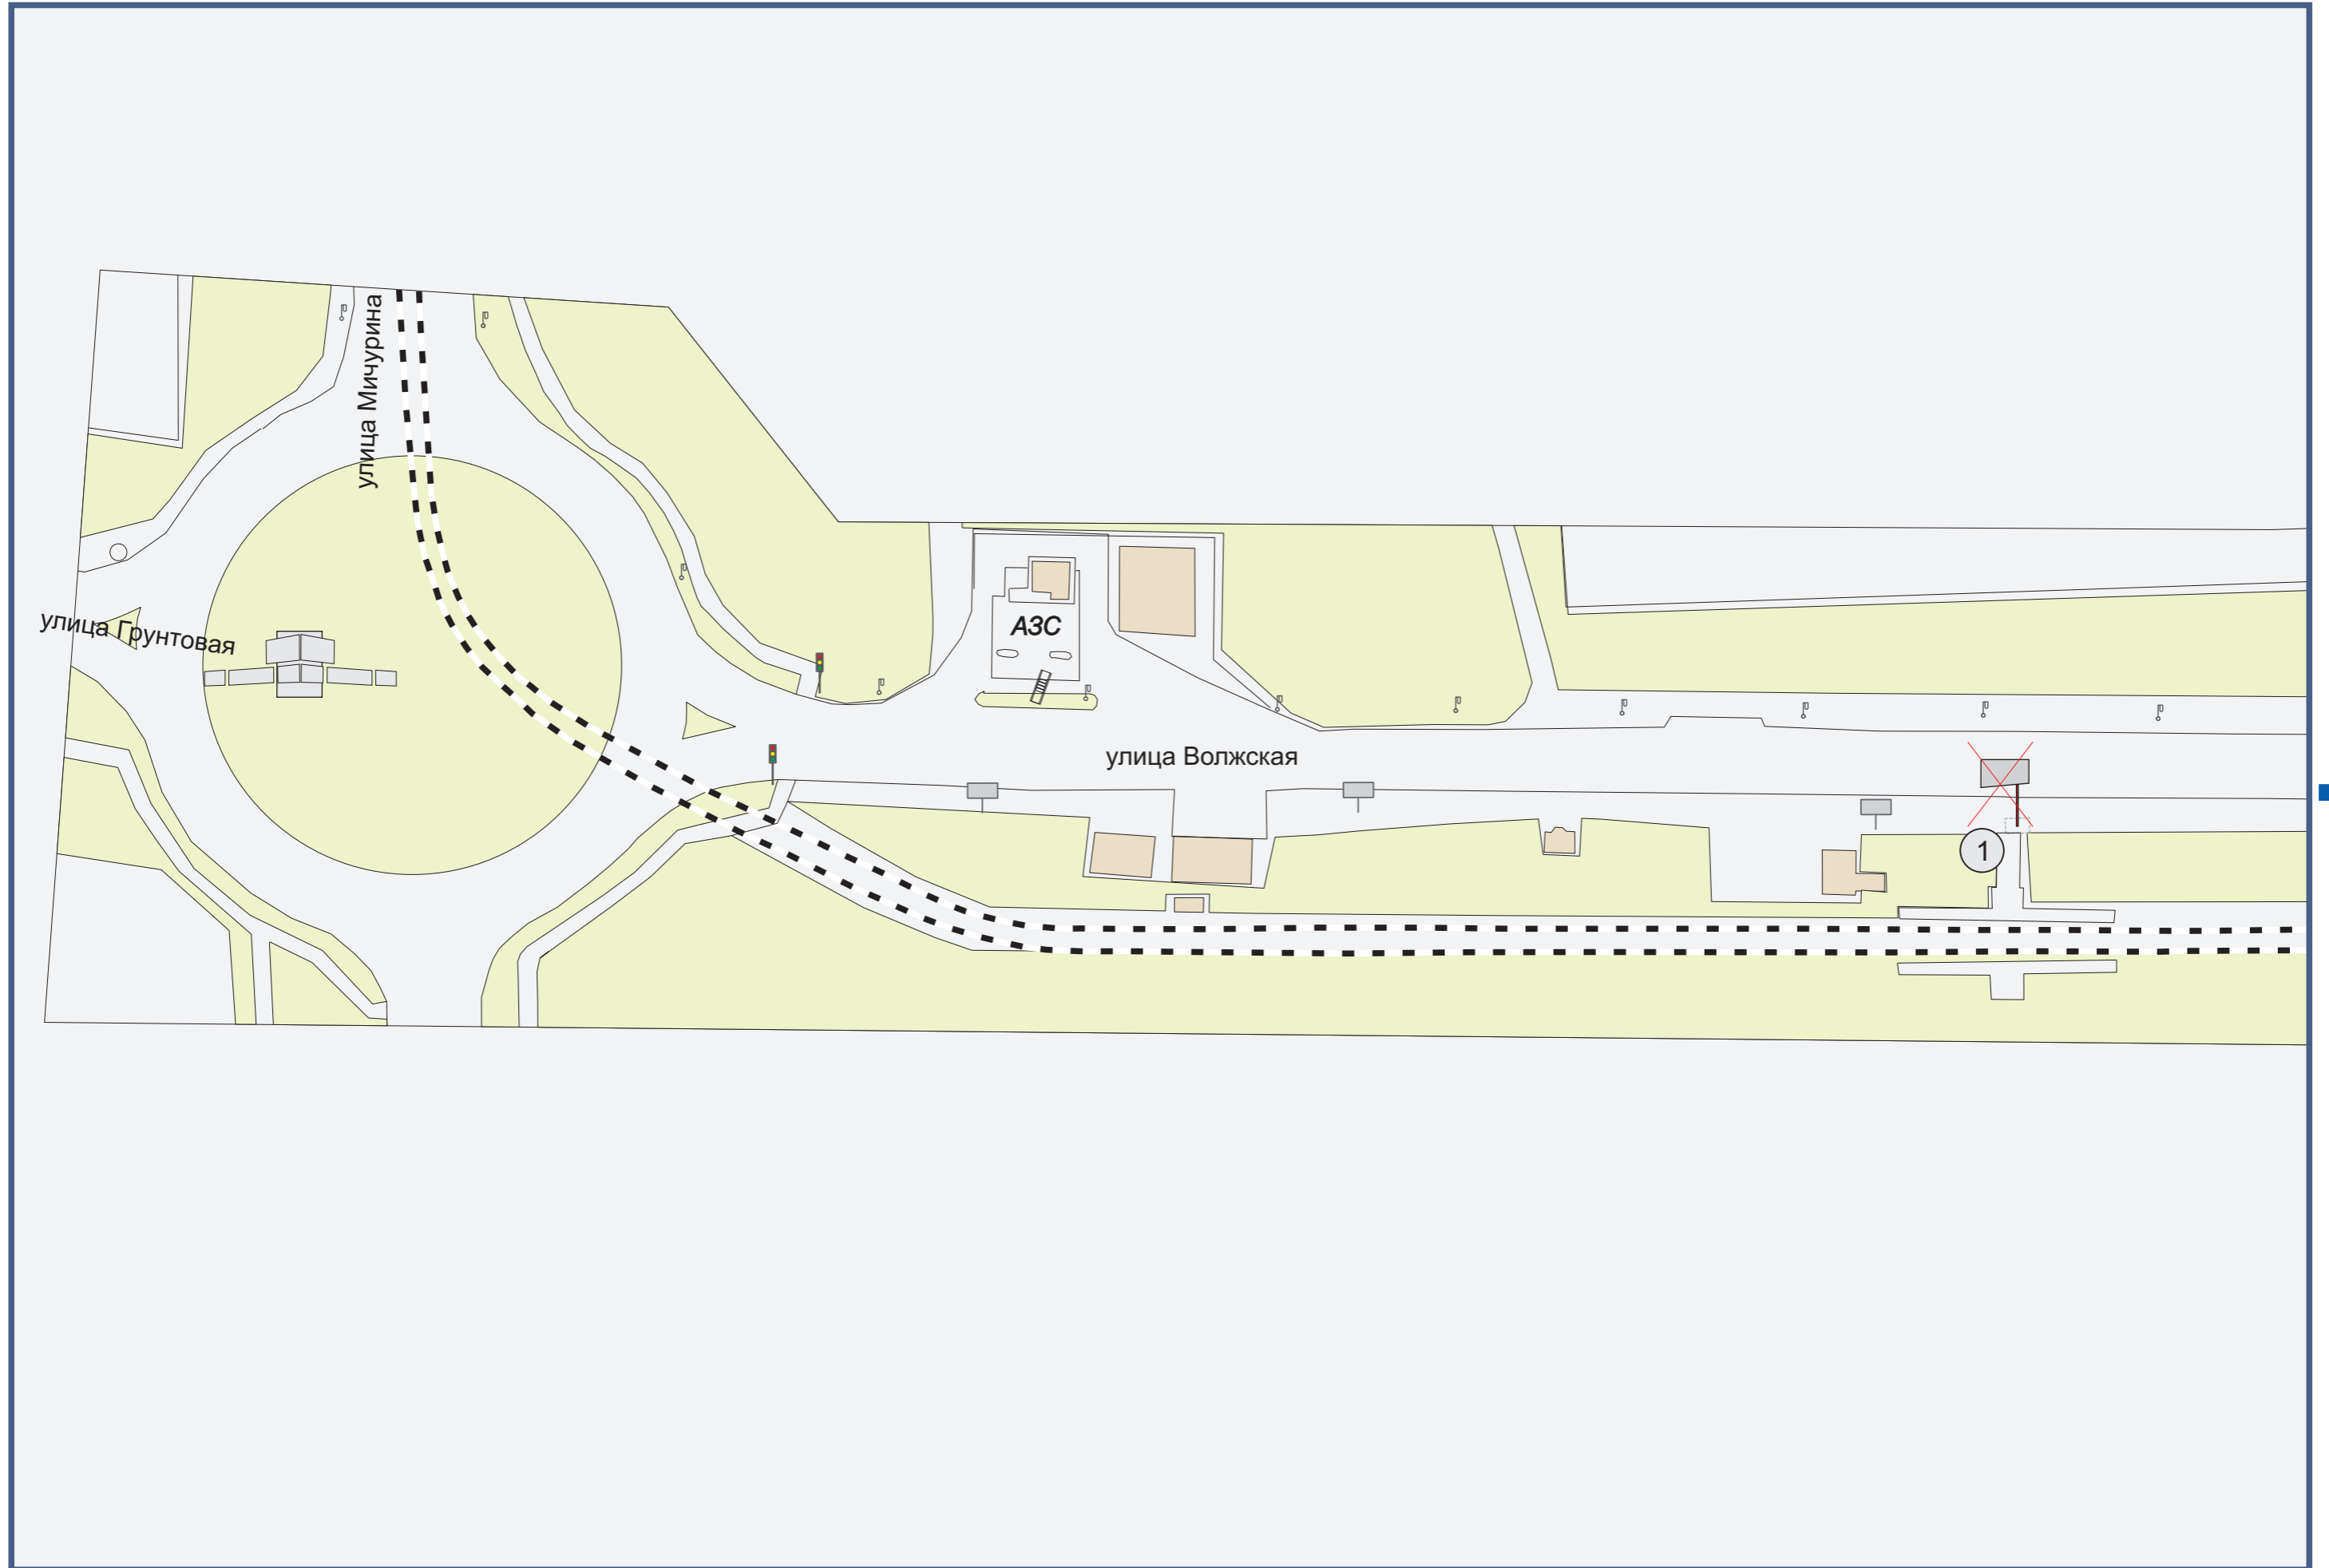 улица Мичурина
улица Грунтовая
АЗС
улица Волжская
1